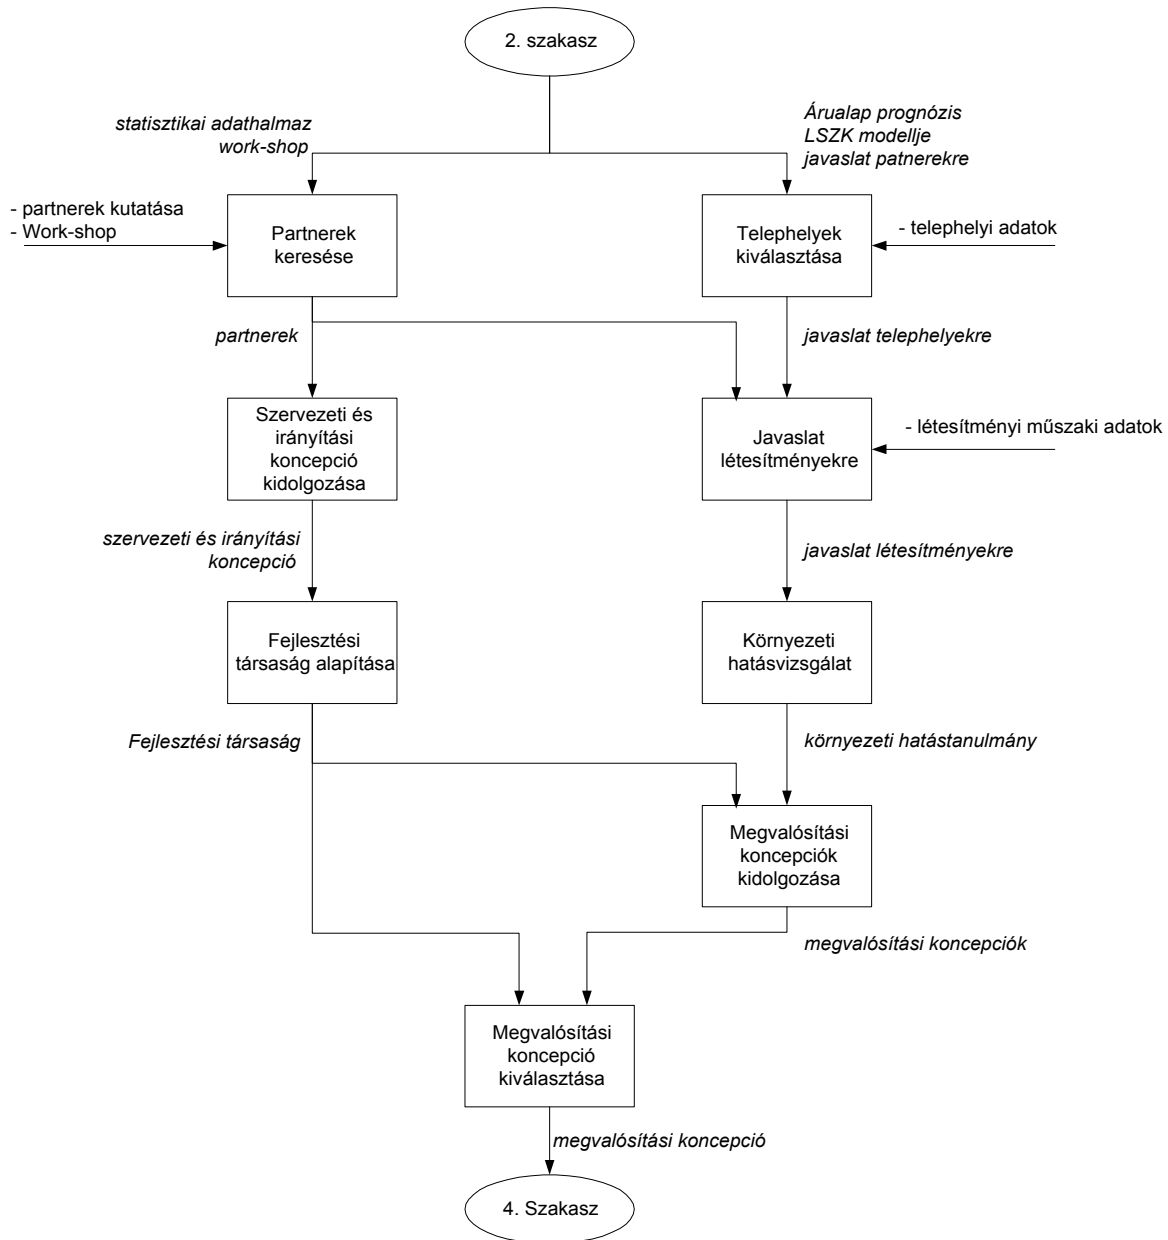 2. szakasz
statisztikai adathalmaz
work-shop
Árualap prognózis
LSZK modellje
javaslat patnerekre
- partnerek kutatása
- Work-shop
Partnerek
keresése
Telephelyek
kiválasztása
- telephelyi adatok
partnerek
javaslat telephelyekre
Szervezeti és
irányítási
koncepció
kidolgozása
Javaslat
létesítményekre
- létesítményi műszaki adatok
szervezeti és irányítási
koncepció
javaslat létesítményekre
Fejlesztési
társaság alapítása
Környezeti
hatásvizsgálat
Fejlesztési társaság
környezeti hatástanulmány
Megvalósítási
koncepciók
kidolgozása
megvalósítási koncepciók
Megvalósítási
koncepció
kiválasztása
megvalósítási koncepció
4. Szakasz